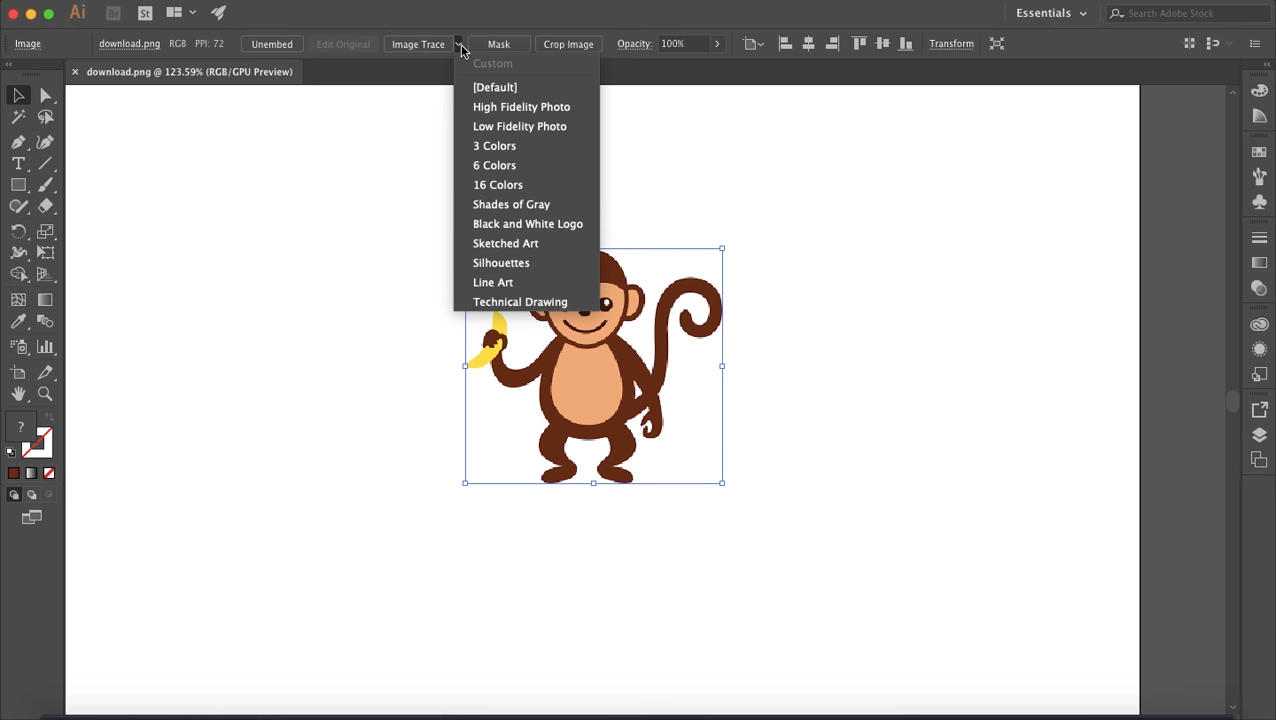 Ai
Br
St
Essentials
Search Adobe Stock
Image
download.png
RGB
PPI: 72
Unembed
Edit Original
Image Trace
Mask
Crop Image
Opacity:
100%
Transform
× download.png @ 123.59% (RGB/GPU Preview)
Custom
[Default]
High Fidelity Photo
Low Fidelity Photo
3 Colors
6 Colors
16 Colors
Shades of Gray
Black and White Logo
Sketched Art
Silhouettes
Line Art
Technical Drawing
T
?